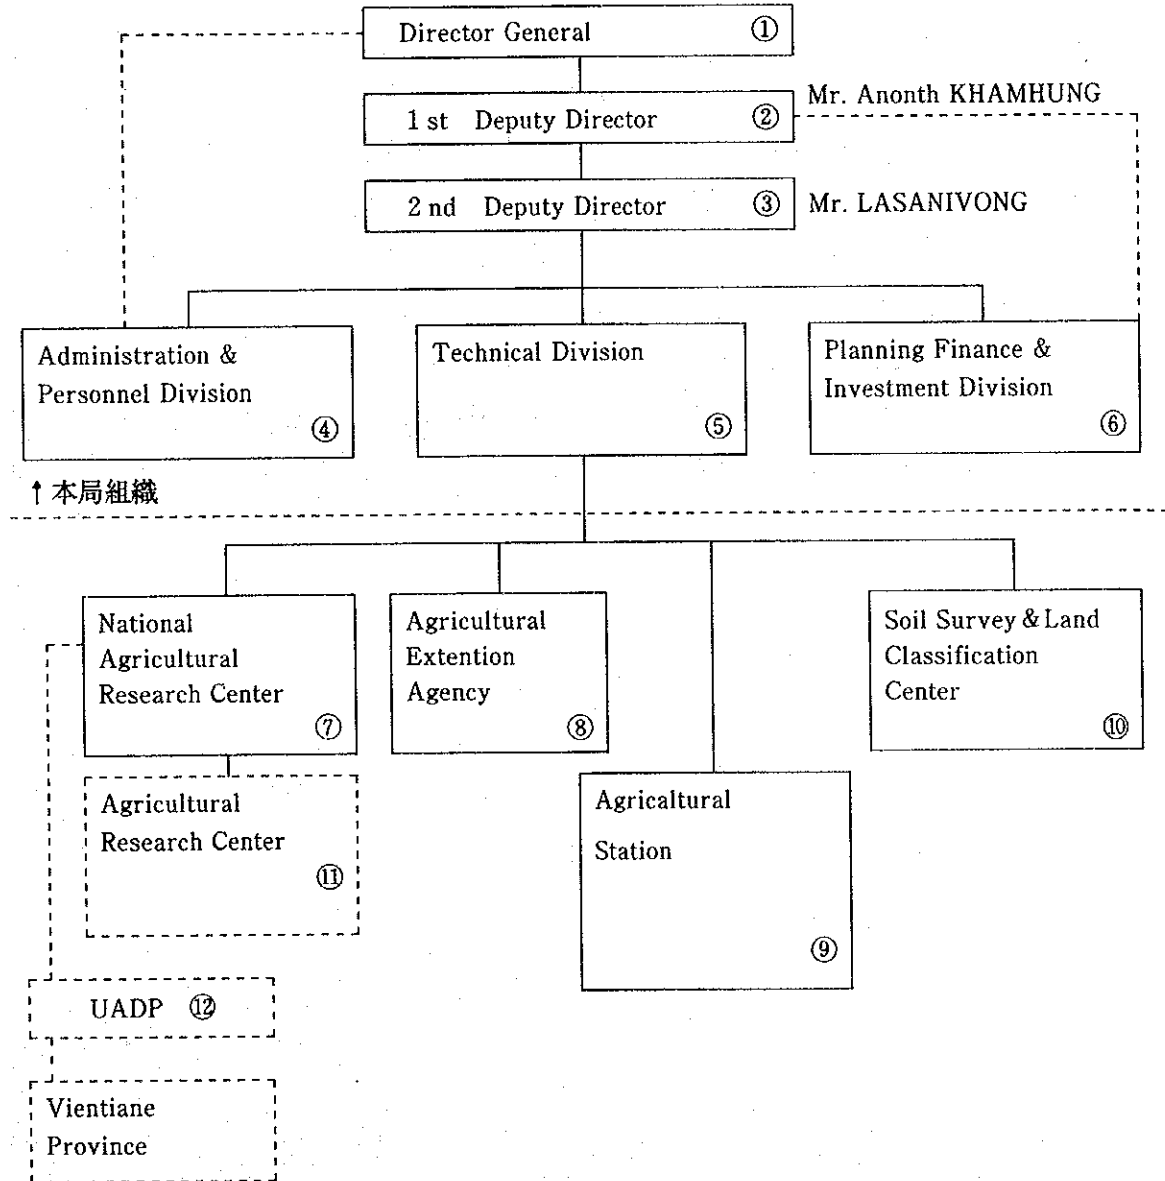 Director General ①
Mr. Anonth KHAMHUNG
1 st Deputy Director ②
2 nd Deputy Director ③ Mr. LASANIVONG
Administration &
Personnel Division
④
Technical Division
⑤
Planning Finance &
Investment Division
⑥
↑本局組織
National
Agricultural
Research Center
⑦
Agricultural
Extention
Agency
⑧
Soil Survey & Land
Classification
Center
⑩
Agricultural
Research Center
⑪
Agricaltural
Station
⑨
UADP ⑫
Vientiane
Province